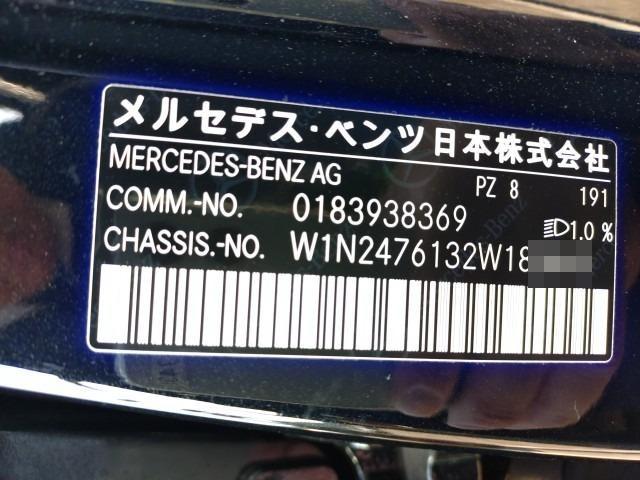 メルセデス・ベンツ日本株式会社
MERCEDES-BENZ AG PZ 8 191
COMM.-NO. 0183938369 1.0 %
CHASSIS.-NO. W1N2476132W18